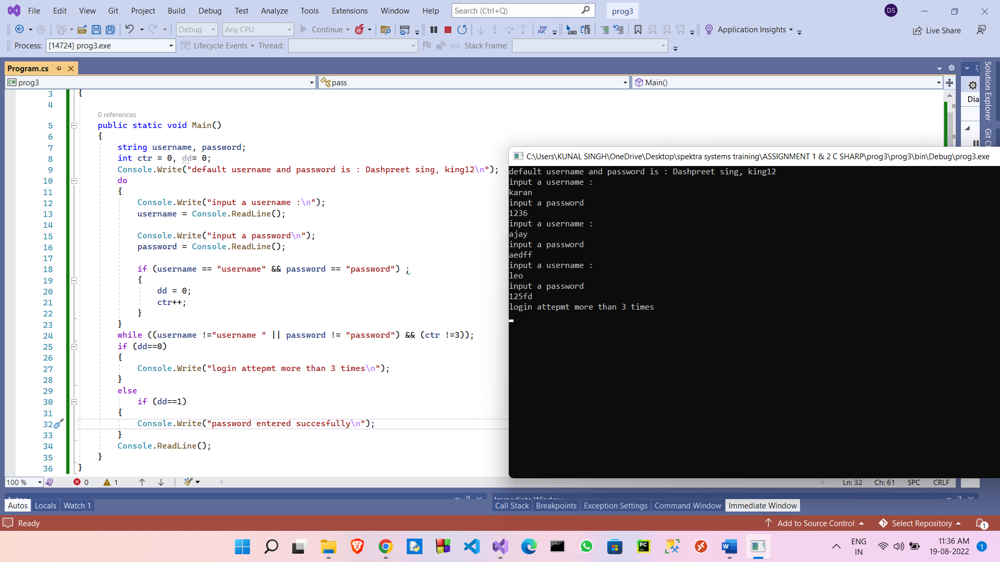 File Edit View Git Project Build Debug Test Analyze Tools Extensions Window Help Search (Ctrl+Q) prog3 DS
Debug Any CPU Continue Application Insights Live Share
Process: [14724] prog3.exe Lifecycle Events Thread: Stack Frame:
Program.cs
C# prog3 pass Main()
3 {
4
0 references
5 public static void Main()
6 {
7 string username, password;
8 int ctr = 0, dd= 0;
9 Console.Write("default username and password is : Dashpreet sing, king12\n");
10 do
11 {
12 Console.Write("input a username :\n");
13 username = Console.ReadLine();
14
15 Console.Write("input a password\n");
16 password = Console.ReadLine();
17
18 if (username == "username" && password == "password") ;
19 {
20 dd = 0;
21 ctr++;
22 }
23 }
24 while ((username !="username " || password != "password") && (ctr !=3));
25 if (dd==0)
26 {
27 Console.Write("login attepmt more than 3 times\n");
28 }
29 else
30 if (dd==1)
31 {
32 Console.Write("password entered succesfully\n");
33 }
34 Console.ReadLine();
35 }
36 }
C:\Users\KUNAL SINGH\OneDrive\Desktop\spektra systems training\ASSIGNMENT 1 & 2 C SHARP\prog3\prog3\bin\Debug\prog3.exe
default username and password is : Dashpreet sing, king12
input a username :
karan
input a password
1236
input a username :
ajay
input a password
aedff
input a username :
leo
input a password
125fd
login attepmt more than 3 times
Solution Explorer
Dia
100 % 0 1 Ln: 32 Ch: 61 SPC CRLF
Autos Immediate Window
Autos Locals Watch 1 Call Stack Breakpoints Exception Settings Command Window Immediate Window
Ready Add to Source Control Select Repository 1
PC ENG IN 11:36 AM 19-08-2022 1